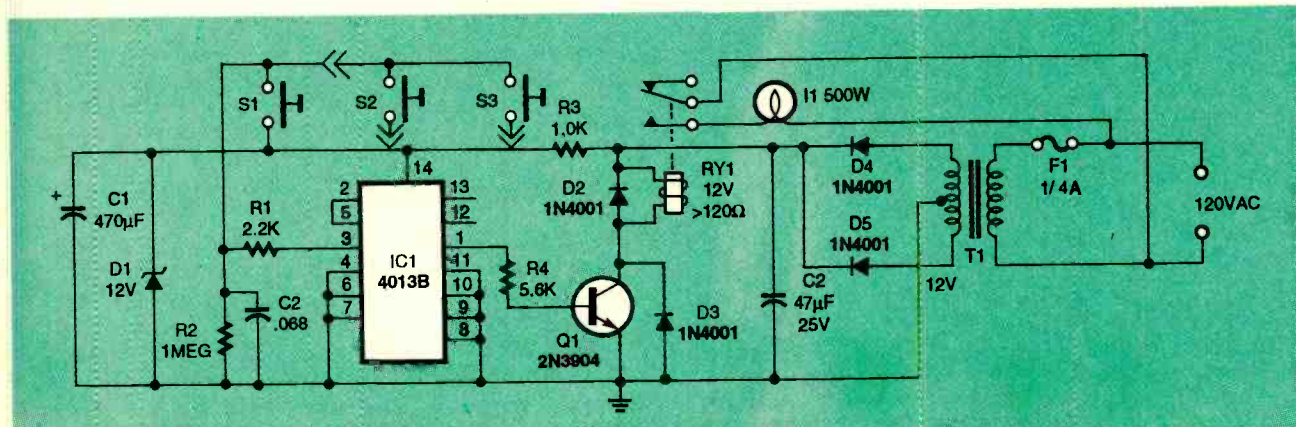 S1
S2
S3
R3
1.0K
I1 500W
14
D4
1N4001
F1
1/4A
RY1
12V
>120Ω
D2
1N4001
120VAC
+
C1
470µF
2
13
5
12
R1
2.2K
3
1
IC1
4013B
4
11
6
10
7
9
8
R4
5.6K
D5
1N4001
T1
12V
D1
12V
C2
.068
R2
1MEG
Q1
2N3904
D3
1N4001
C2
47µF
25V